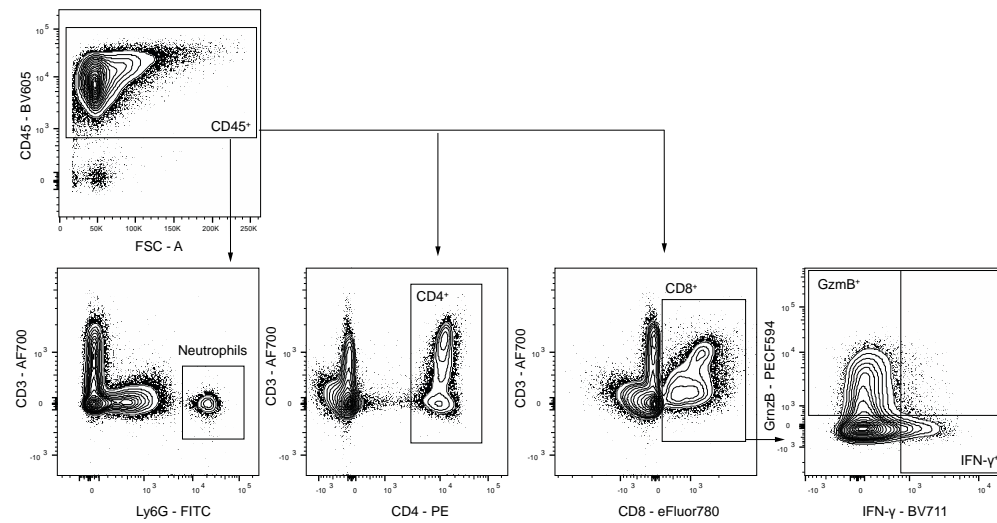 10⁵
10⁴
10³
0
CD45 - BV605
CD45⁺
0 50K 100K 150K 200K 250K
FSC - A
CD3 - AF700
10³
0
-10³
Neutrophils
0 10³ 10⁴ 10⁵
Ly6G - FITC
CD3 - AF700
10³
0
-10³
CD4⁺
-10³ 0 10³ 10⁴ 10⁵
CD4 - PE
CD3 - AF700
10³
0
-10³
CD8⁺
-10³ 0 10³ 10⁴
CD8 - eFluor780
GrnzB - PECF594
10⁵
10⁴
10³
0
-10³
GzmB⁺
IFN-γ⁺
-10³ 0 10³ 10⁴
IFN-γ - BV711